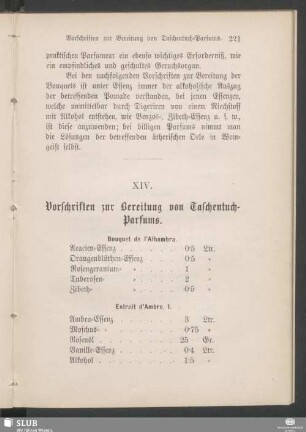 Vorschriften zur Bereitung von Taschentuch-Parfums. 221
praktischen Parfumeur ein ebenso wichtiges Erforderniß, wie
ein empfindliches und geschultes Geruchsorgan.
Bei den nachfolgenden Vorschriften zur Bereitung der
Bouquets ist unter Essenz immer der alkoholische Auszug
der betreffenden Pomade verstanden, bei jenen Essenzen,
welche unmittelbar durch Digeriren von einem Riechstoff
mit Alkohol entstehen, wie Benzoë-, Zibeth-Essenz u. s. w.,
ist diese anzuwenden; bei billigen Parfums nimmt man
die Lösungen der betreffenden ätherischen Oele in Wein-
geist selbst.
XIV.
Vorschriften zur Bereitung von Taschentuch-
Parfums.
Bouquet de l'Alhambra.
Acacien-Essenz . . . . . . . 0·5 Ltr.
Orangenblüthen-Essenz . . . . 0·5 »
Rosengeranium- » . . . . 1 »
Tuberosen- » . . . . 2 »
Zibeth- » . . . . 0·5 »
Extrait d'Ambre. I.
Ambra-Essenz . . . . . . . 3 Ltr.
Moschus- » . . . . . . . 0·75 »
Rosenöl . . . . . . . 25 Gr.
Vanille-Essenz . . . . . . . 0·4 Ltr.
Alkohol . . . . . . . 1·5 »
SLUB
Wir führen Wissen.